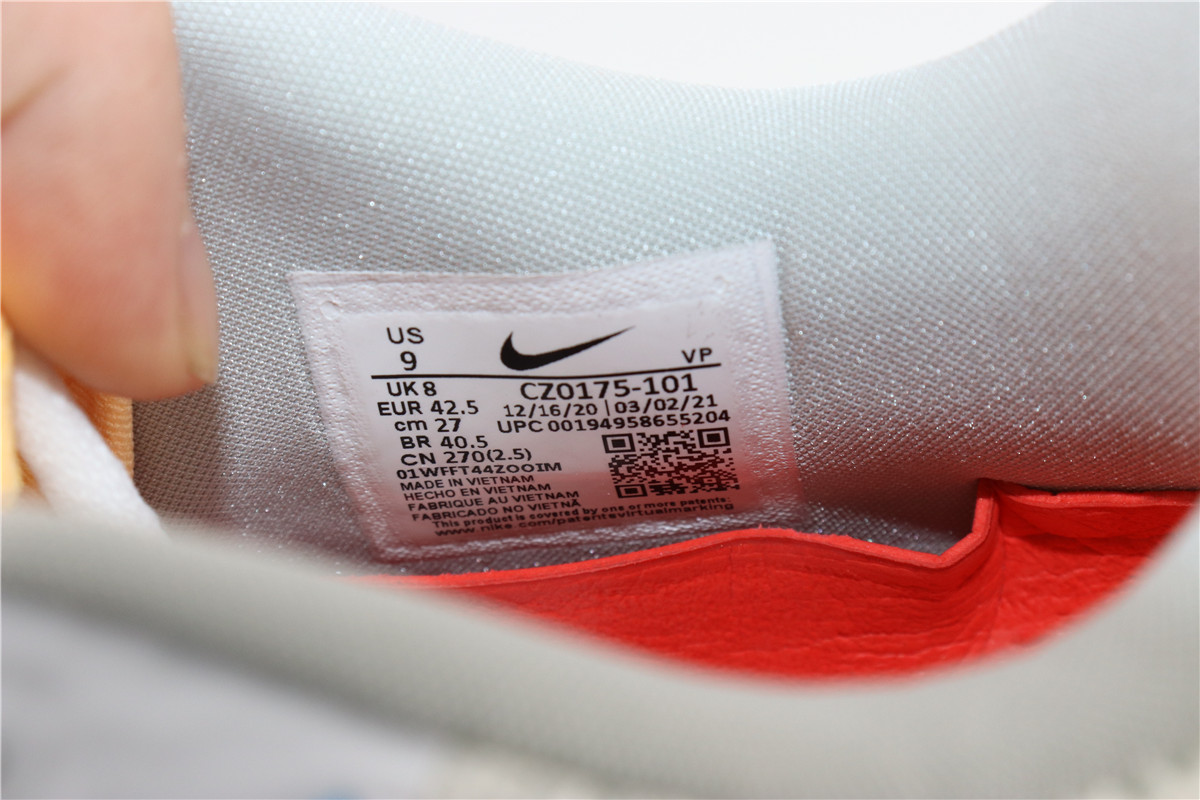 US
9
VP
UK 8
CZ0175-101
EUR 42.5
12/16/20 | 03/02/21
cm 27
UPC 00194958655204
BR 40.5
CN 270(2.5)
01WFFT44ZOOIM
MADE IN VIETNAM
HECHO EN VIETNAM
FABRIQUE AU VIETNAM
FABRICADO NO VIETNÃ
This product is covered by one or more patents.
www.nike.com/patentevirtualmarking